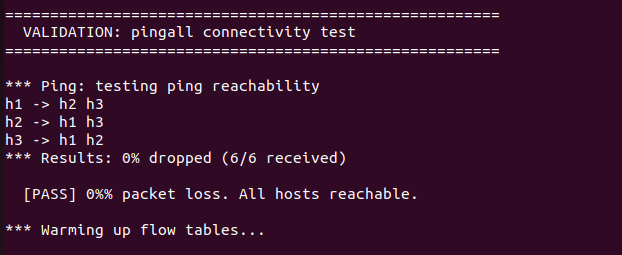 =======================================================
VALIDATION: pingall connectivity test
=======================================================
*** Ping: testing ping reachability
h1 -> h2 h3
h2 -> h1 h3
h3 -> h1 h2
*** Results: 0% dropped (6/6 received)
[PASS] 0%% packet loss. All hosts reachable.
*** Warming up flow tables...